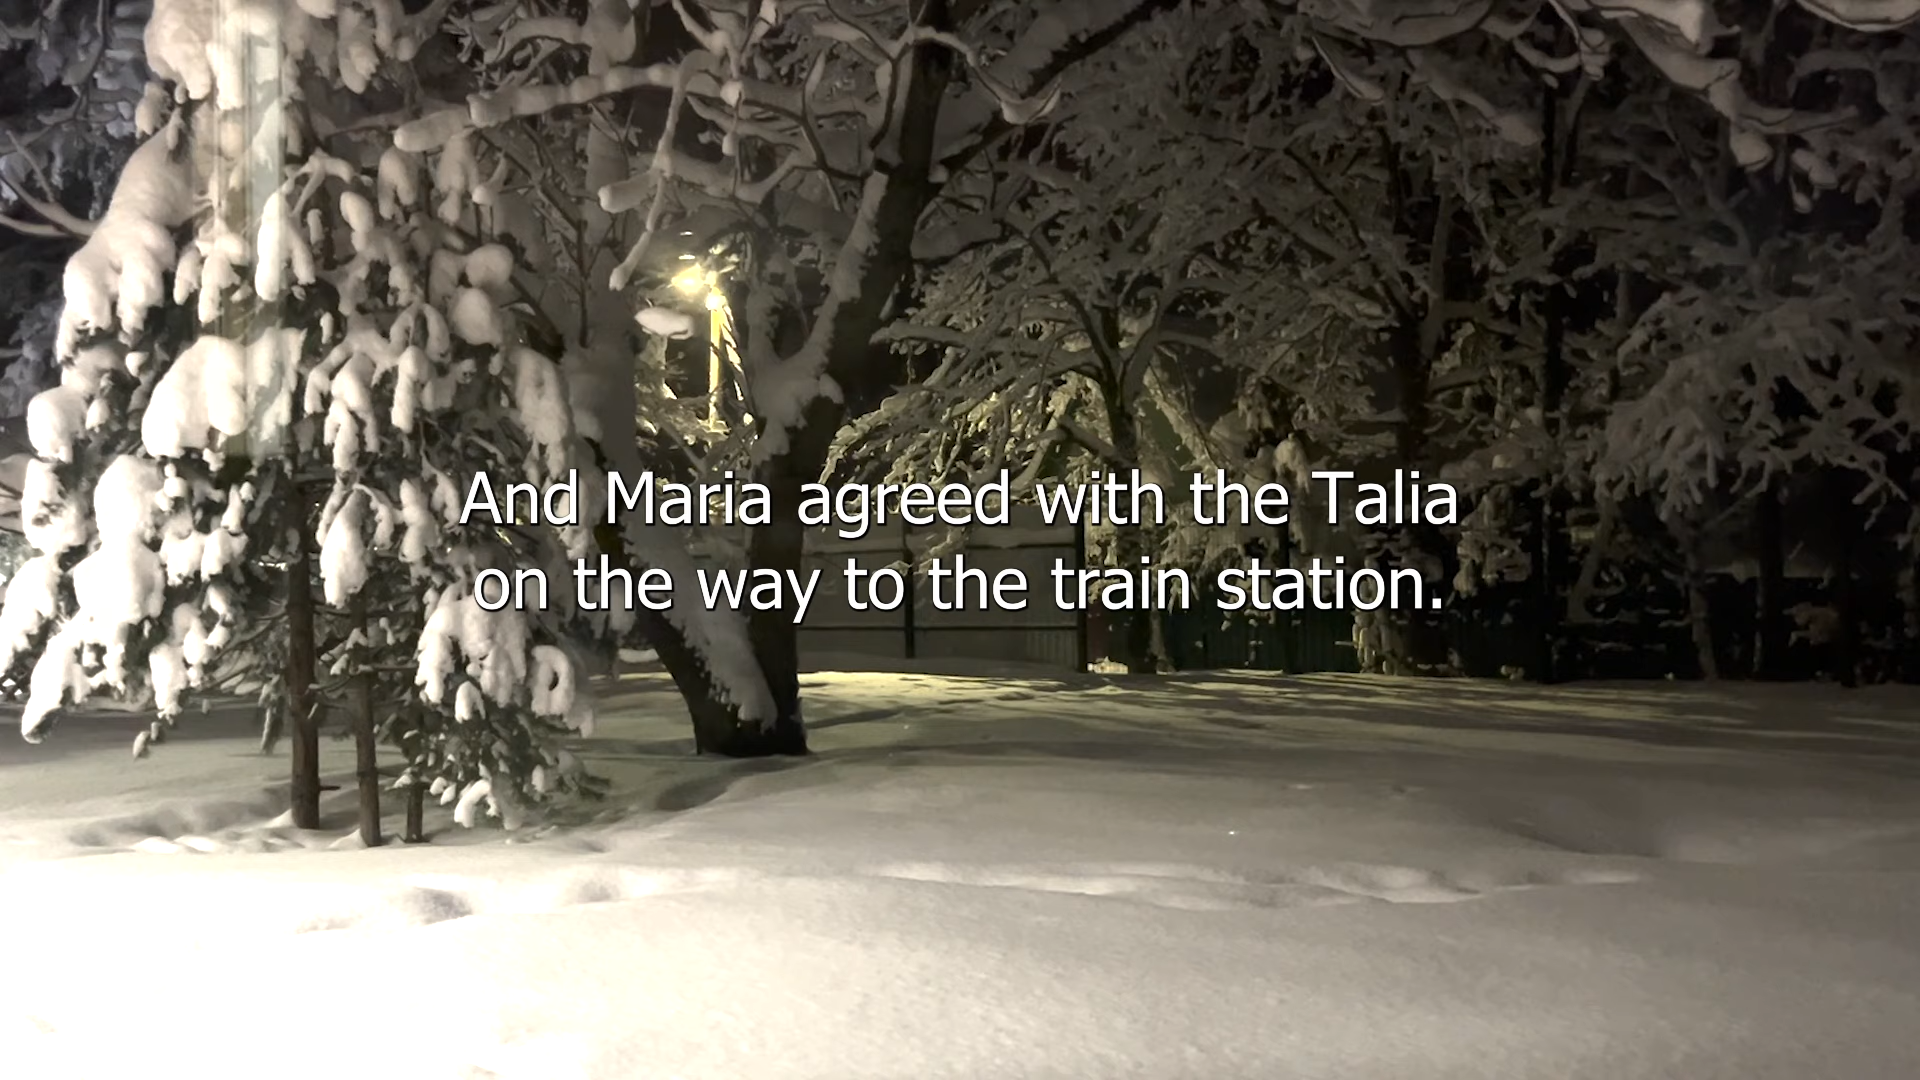 And Maria agreed with the Talia
on the way to the train station.